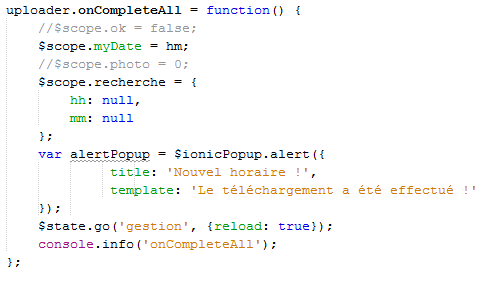 uploader.onCompleteAll = function() {
//$scope.ok = false;
$scope.myDate = hm;
//$scope.photo = 0;
$scope.recherche = {
hh: null,
mm: null
};
var alertPopup = $ionicPopup.alert({
title: 'Nouvel horaire !',
template: 'Le téléchargement a été effectué !'
});
$state.go('gestion', {reload: true});
console.info('onCompleteAll');
};